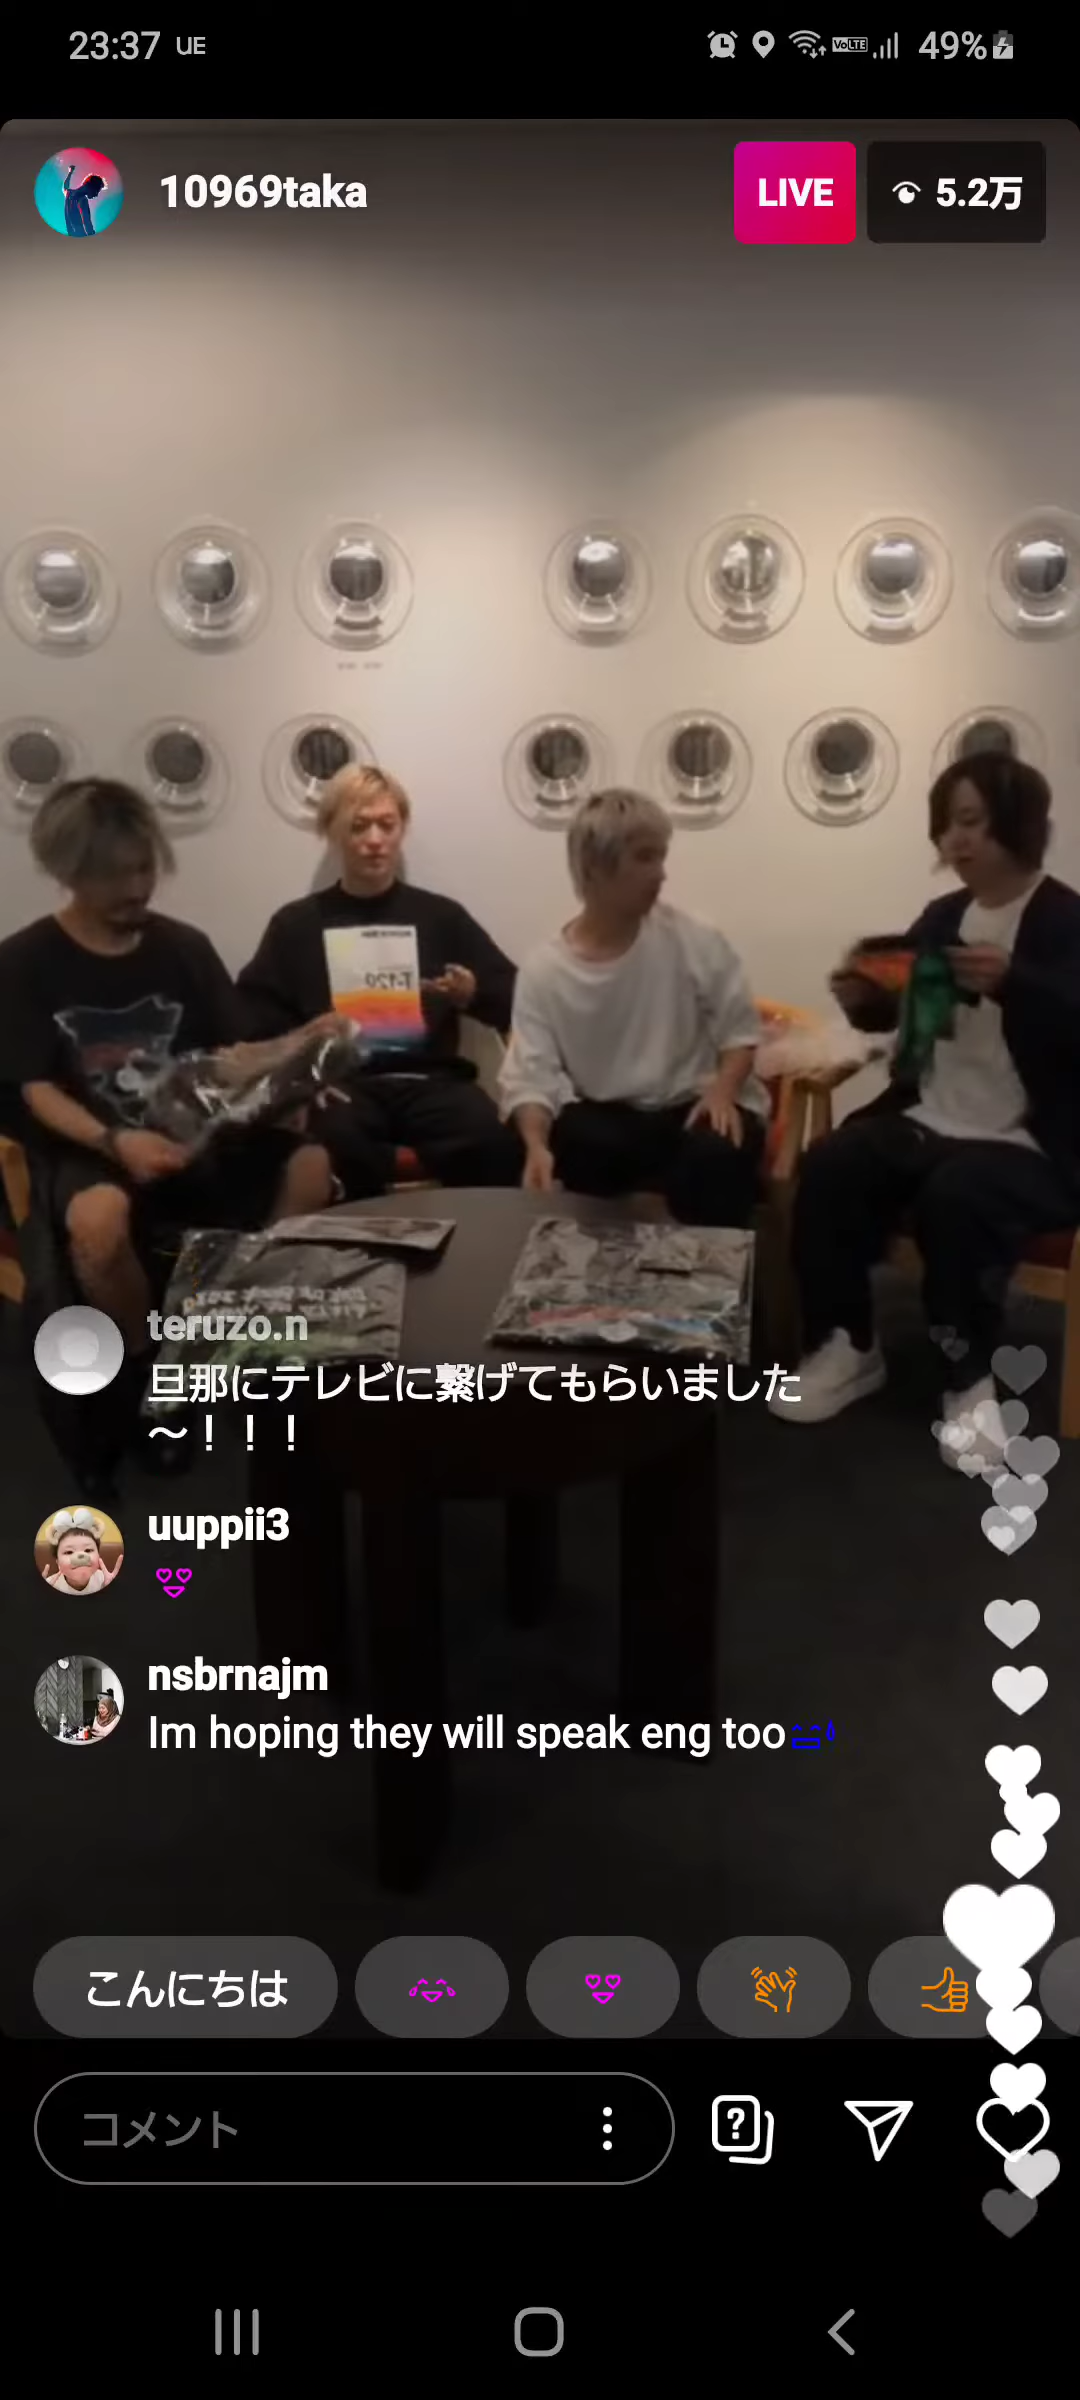 23:37 UE
VoLTE 49%
10969taka
LIVE
5.2万
T-120
teruzo.n
旦那にテレビに繋げてもらいました
～！！！
uuppii3
nsbrnajm
Im hoping they will speak eng too
こんにちは
コメント